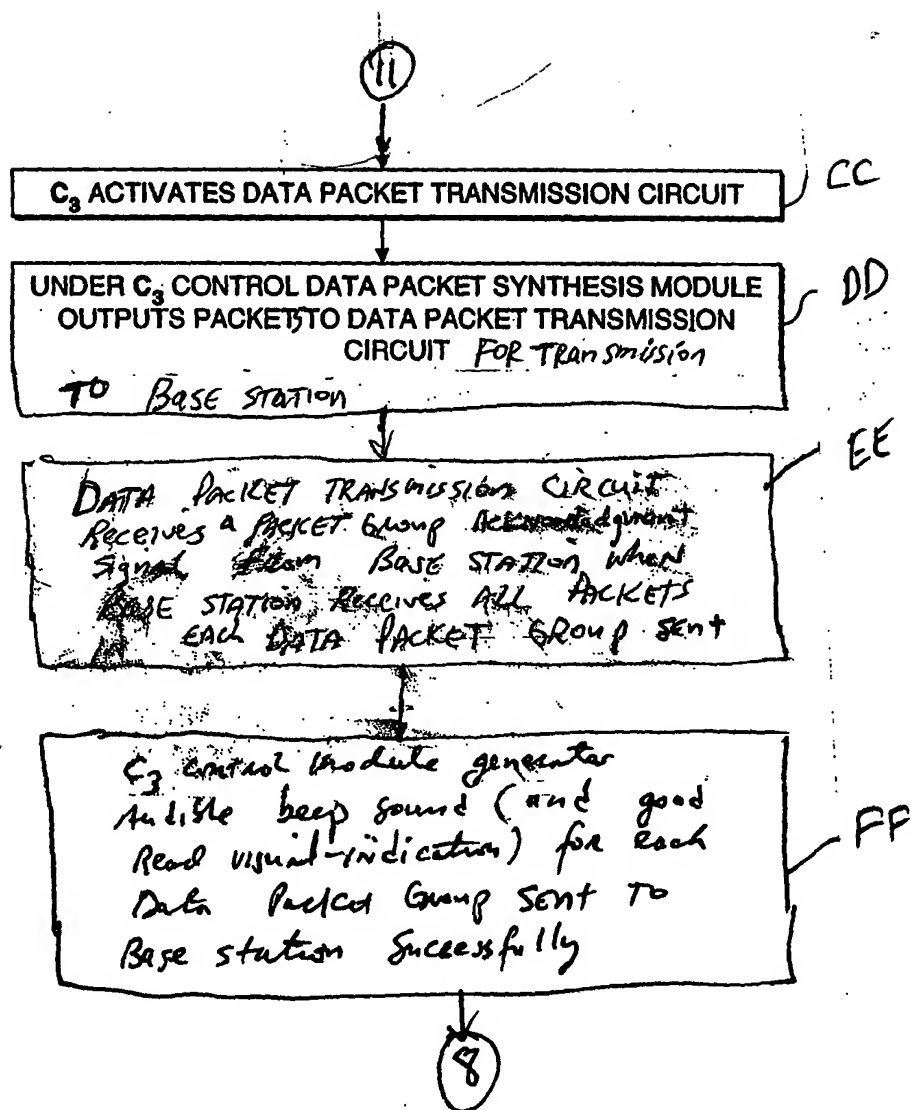 11
C₃ ACTIVATES DATA PACKET TRANSMISSION CIRCUIT
CC
UNDER C₃ CONTROL DATA PACKET SYNTHESIS MODULE
OUTPUTS PACKETS TO DATA PACKET TRANSMISSION
CIRCUIT FOR TRANSMISSION
TO BASE STATION
DD
DATA PACKET TRANSMISSION CIRCUIT
Receives a PACKET Group Acknowledgment
Signal From BASE STATION when
BASE STATION Receives ALL PACKETS
EACH DATA PACKET GROUP Sent
EE
C₃ control module generates
Audible beep sound (and good
Read visual-indication) for each
Data Packet Group SENT TO
Base station Successfully
FF
8